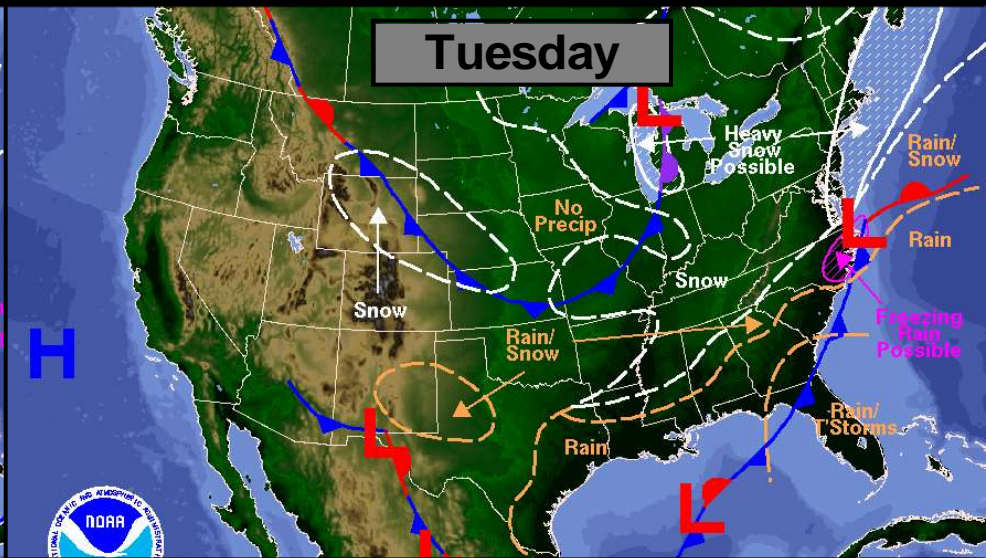 Tuesday
Heavy
Snow
Possible
Rain/
Snow
No
Precip
Rain
Snow
Snow
Rain/
Snow
Freezing
Rain
Possible
H
L
L
L
L
L
Rain/
T'Storms
Rain
NOAA